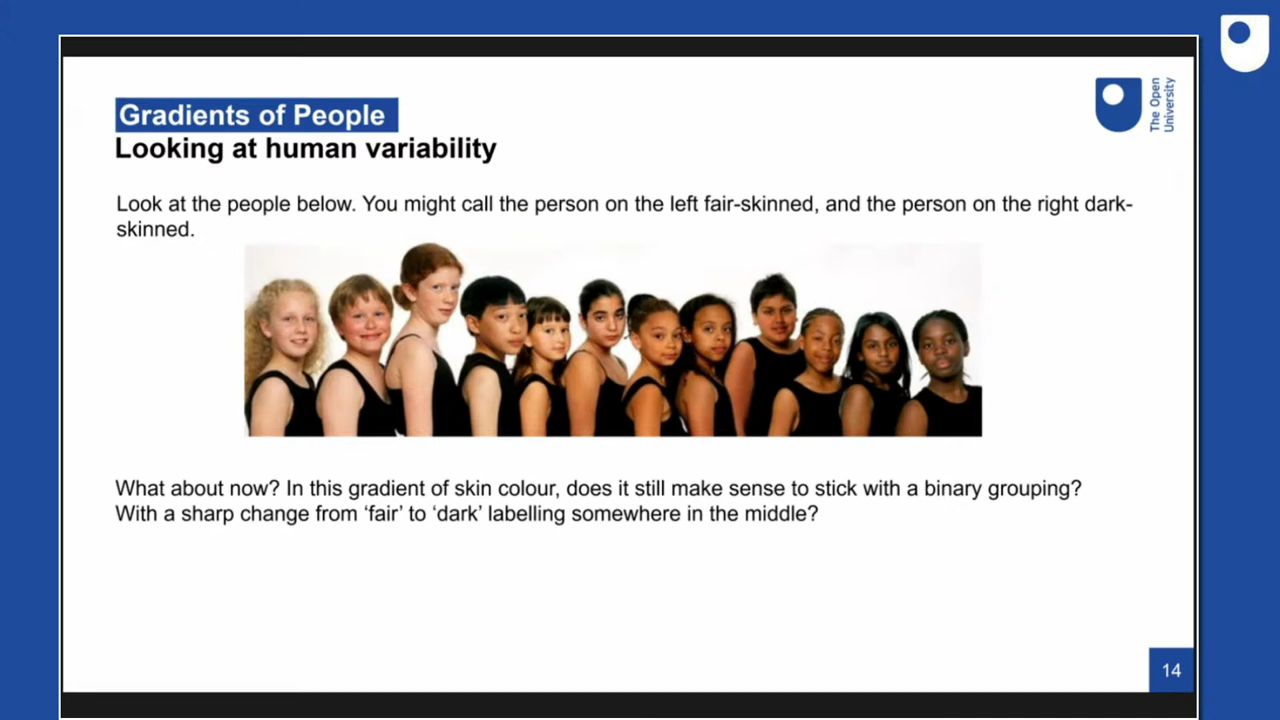 Gradients of People
Looking at human variability
The Open
University
Look at the people below. You might call the person on the left fair-skinned, and the person on the right dark-
skinned.
What about now? In this gradient of skin colour, does it still make sense to stick with a binary grouping?
With a sharp change from ‘fair’ to ‘dark’ labelling somewhere in the middle?
14